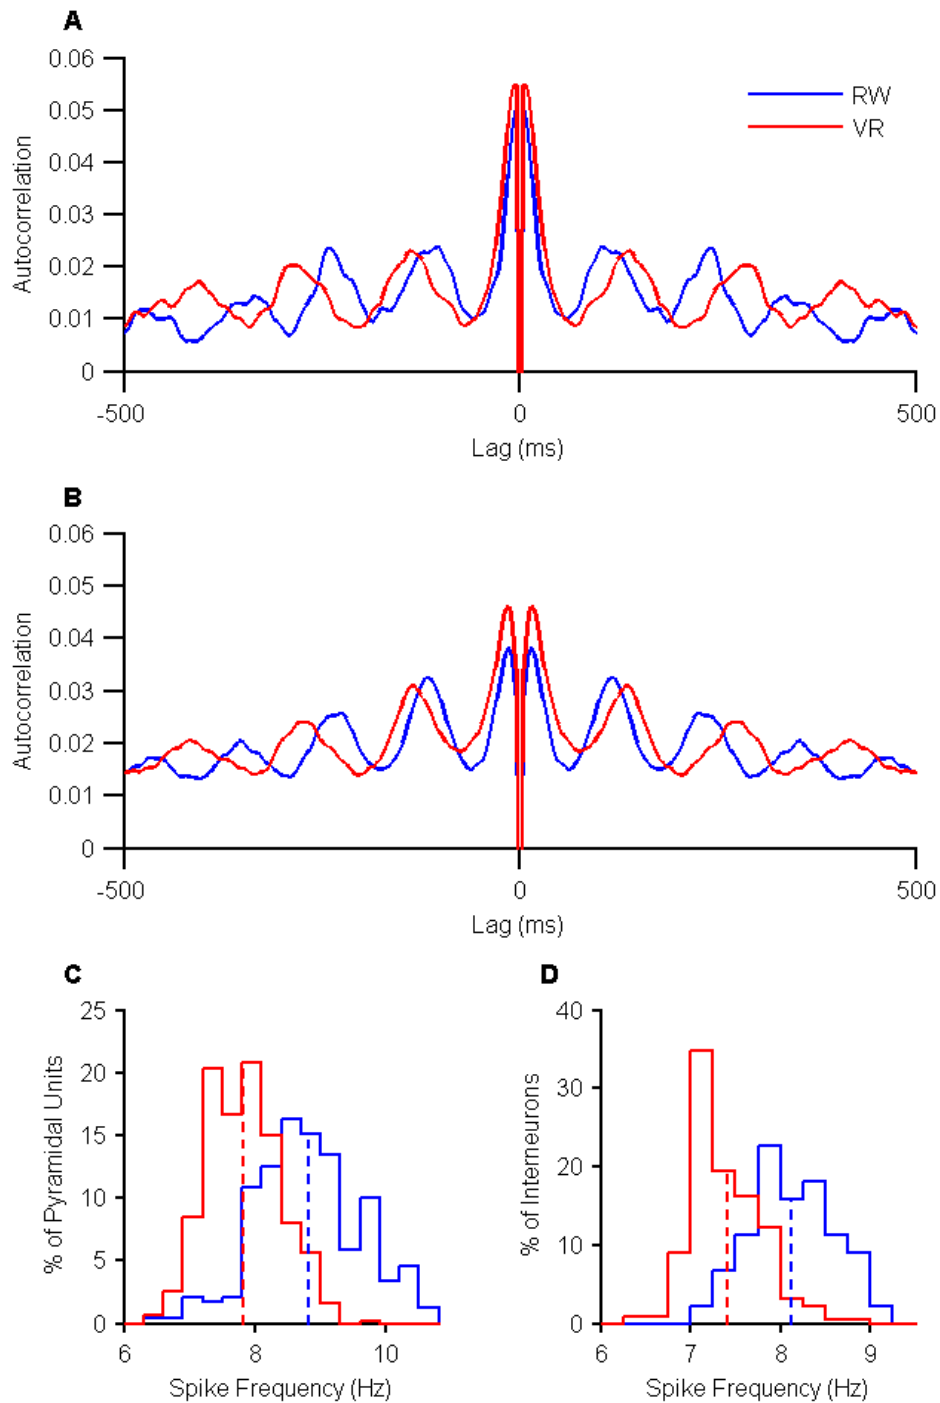 A
0.06
0.05
0.04
0.03
0.02
0.01
0
Autocorrelation
RW
VR
-500
0
500
Lag (ms)
B
0.06
0.05
0.04
0.03
0.02
0.01
0
Autocorrelation
-500
0
500
Lag (ms)
C
25
20
15
10
5
0
% of Pyramidal Units
6
8
10
Spike Frequency (Hz)
D
40
30
20
10
0
% of Interneurons
6
7
8
9
Spike Frequency (Hz)